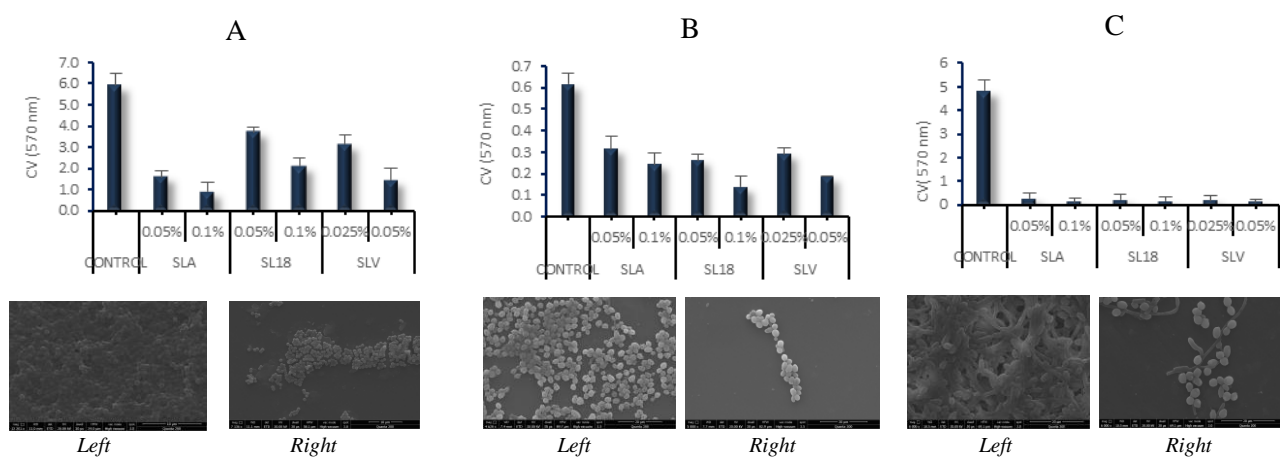 A
7.0
6.0
5.0
4.0
3.0
2.0
1.0
0.0
CV (570 nm)
0.05% 0.1% 0.05% 0.1% 0.025% 0.05%
CONTROL SLA SL18 SLV
B
0.7
0.6
0.5
0.4
0.3
0.2
0.1
0.0
CV (570 nm)
0.05% 0.1% 0.05% 0.1% 0.025% 0.05%
CONTROL SLA SL18 SLV
C
6
5
4
3
2
1
0
CV( 570 nm)
0.05% 0.1% 0.05% 0.1% 0.025% 0.05%
CONTROL SLA SL18 SLV
Left Right
Left Right
Left Right